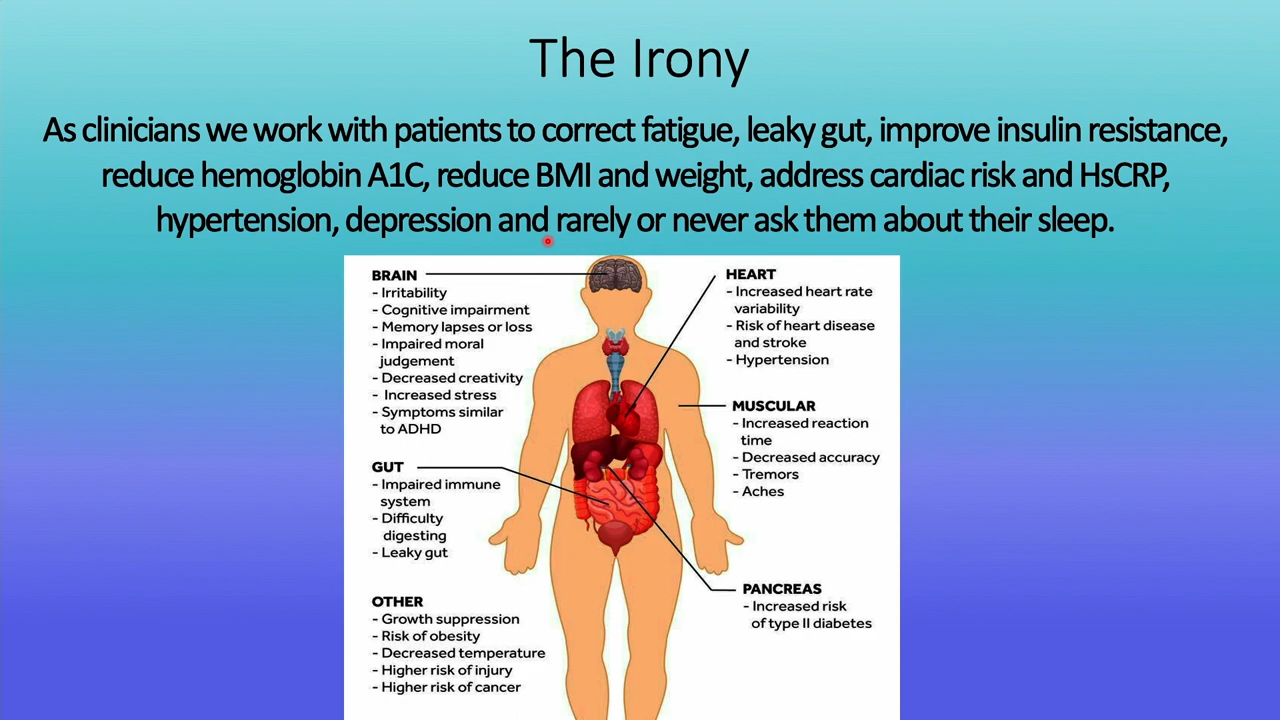 The Irony
As clinicians we work with patients to correct fatigue, leaky gut, improve insulin resistance,
reduce hemoglobin A1C, reduce BMI and weight, address cardiac risk and HsCRP,
hypertension, depression and rarely or never ask them about their sleep.
BRAIN
- Irritability
- Cognitive impairment
- Memory lapses or loss
- Impaired moral
judgement
- Decreased creativity
- Increased stress
- Symptoms similar
to ADHD
GUT
- Impaired immune
system
- Difficulty
digesting
- Leaky gut
OTHER
- Growth suppression
- Risk of obesity
- Decreased temperature
- Higher risk of injury
- Higher risk of cancer
HEART
- Increased heart rate
variability
- Risk of heart disease
and stroke
- Hypertension
MUSCULAR
- Increased reaction
time
- Decreased accuracy
- Tremors
- Aches
PANCREAS
- Increased risk
of type II diabetes